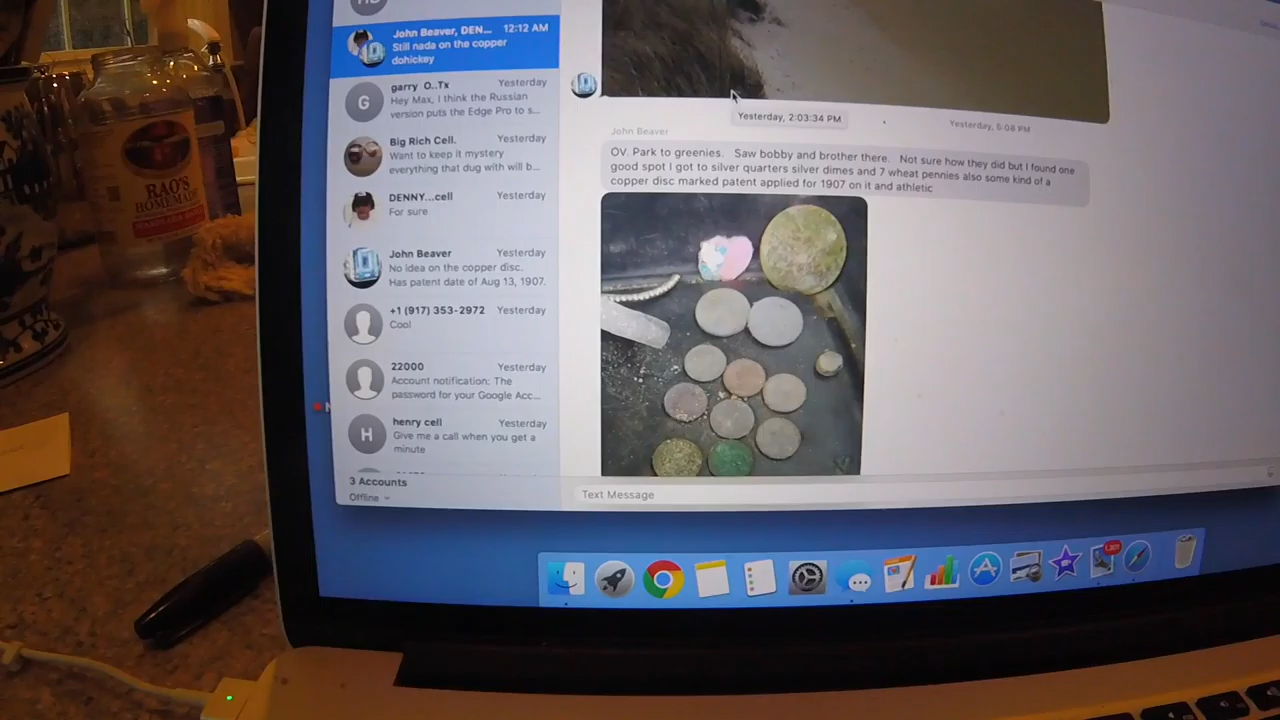 John Beaver, DEN... 12:12 AM
Still nada on the copper
dohickey
garry O..Tx Yesterday
Hey Max, I think the Russian
version puts the Edge Pro to s...
Big Rich Cell. Yesterday
Want to keep it mystery
everything that dug with will b...
DENNY...cell Yesterday
For sure
John Beaver Yesterday
No idea on the copper disc.
Has patent date of Aug 13, 1907.
+1 (917) 353-2972 Yesterday
Cool
22000 Yesterday
Account notification: The
password for your Google Acc...
henry cell Yesterday
Give me a call when you get a
minute
3 Accounts
Offline
Yesterday, 2:03:34 PM
Yesterday, 5:08 PM
John Beaver
OV. Park to greenies. Saw bobby and brother there. Not sure how they did but I found one
good spot I got to silver quarters silver dimes and 7 wheat pennies also some kind of a
copper disc marked patent applied for 1907 on it and athletic
Text Message
G
H
RAO'S
HOMEMADE